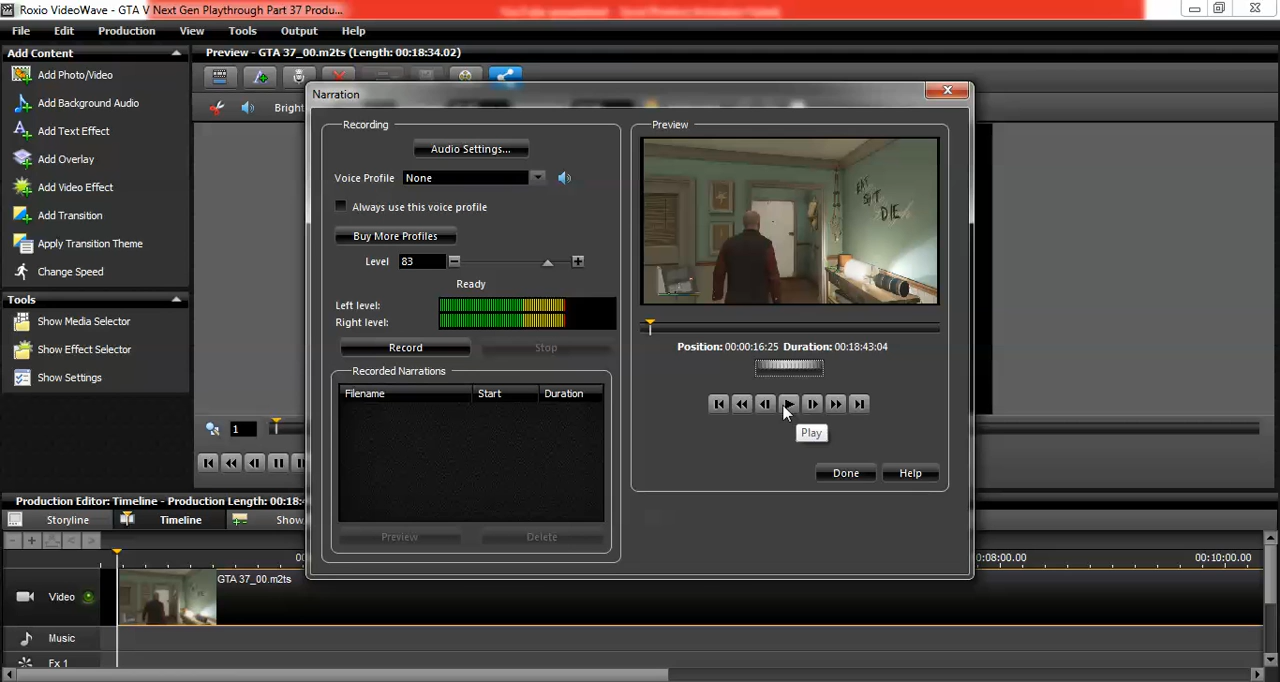 Roxio VideoWave - GTA V Next Gen Playthrough Part 37 Produ...
File Edit Production View Tools Output Help
Add Content Preview - GTA 37_00.m2ts (Length: 00:18:34.02)
Add Photo/Video
Add Background Audio Bright
Add Text Effect
Add Overlay
Add Video Effect
Add Transition
Apply Transition Theme
Change Speed
Tools
Show Media Selector
Show Effect Selector
Show Settings
1
Narration
Recording
Audio Settings...
Voice Profile None
Always use this voice profile
Buy More Profiles
Level 83
Ready
Left level:
Right level:
Record Stop
Recorded Narrations
Filename Start Duration
Preview Delete
Preview
EAT
SHIT
DIE
Position: 00:00:16:25 Duration: 00:18:43:04
Play
Done Help
Production Editor: Timeline - Production Length: 00:18:4
Storyline Timeline Show
00 0:08:00.00 00:10:00.00
Video GTA 37_00.m2ts
Music
Fx 1